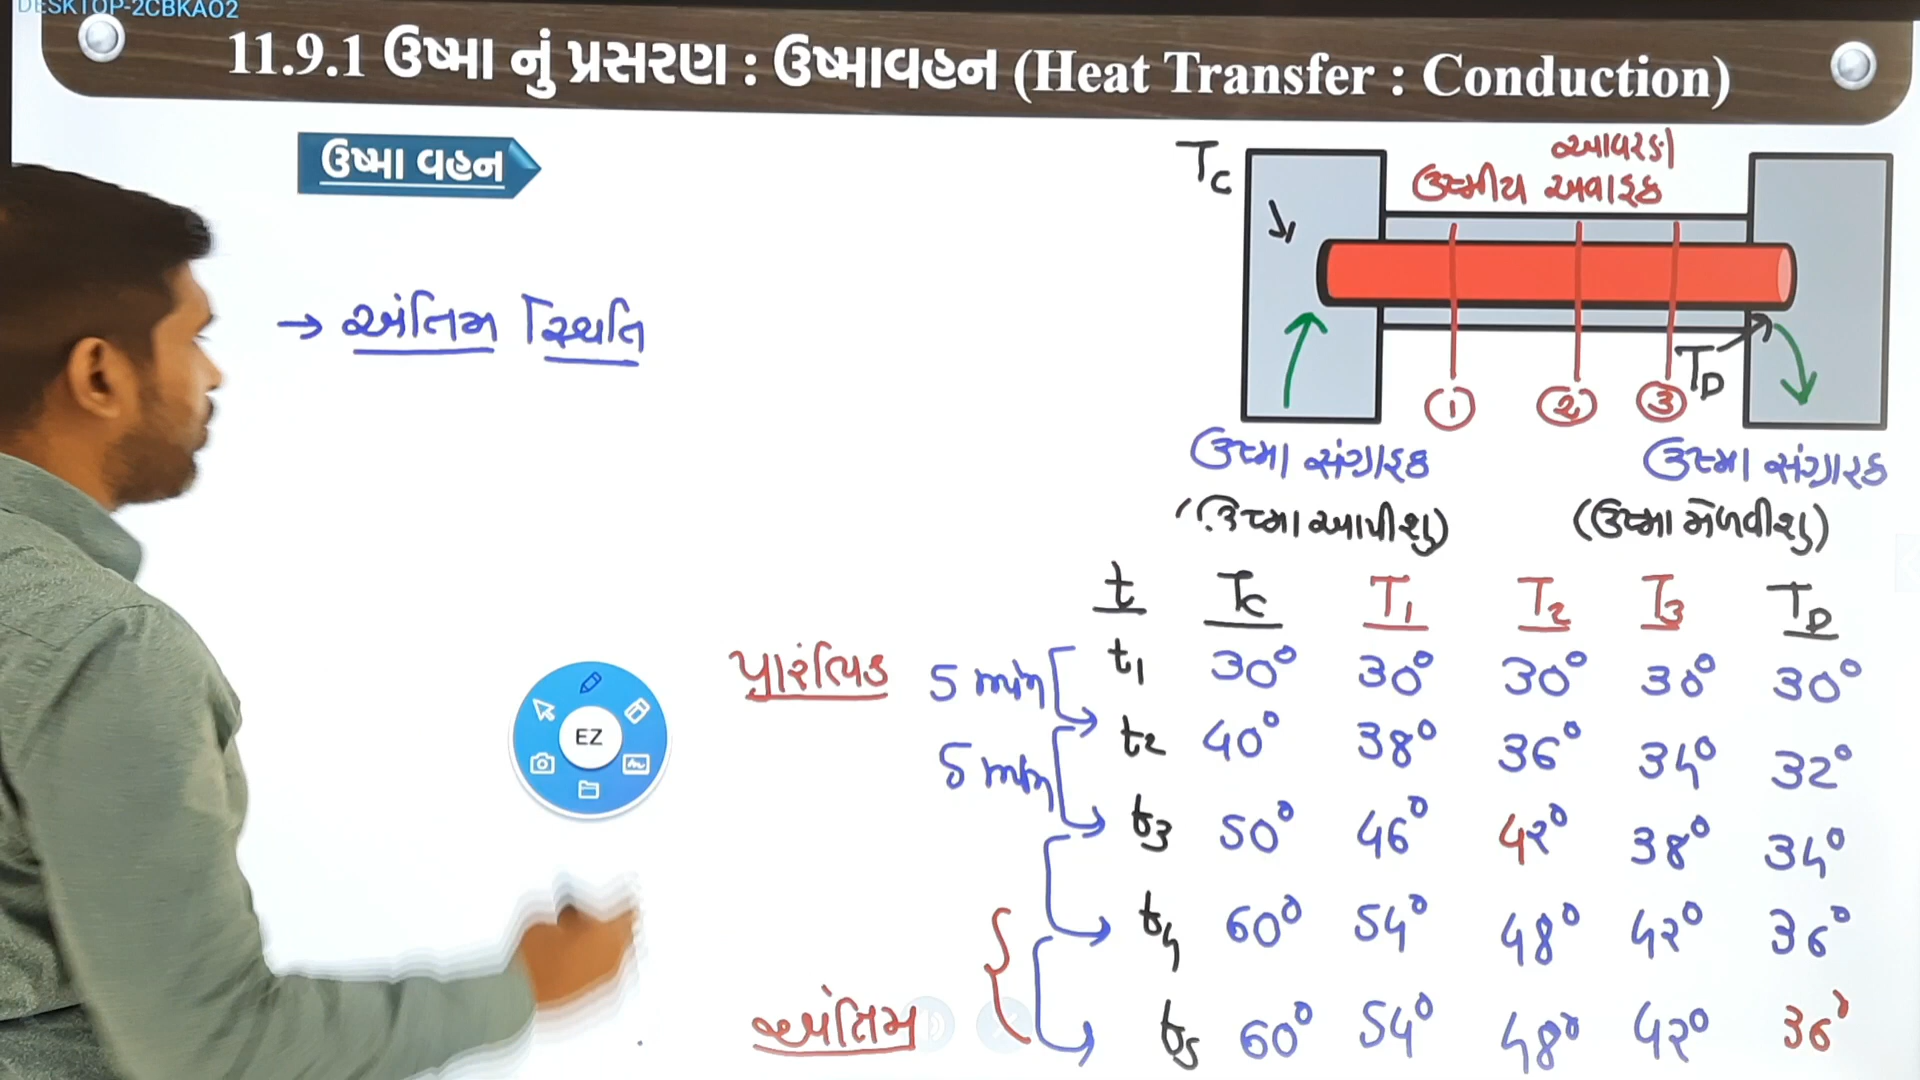 DESKTOP-2CBKAO2
11.9.1 ઉષ્મા નું પ્રસરણ : ઉષ્માવહન (Heat Transfer : Conduction)
ઉષ્મા વહન
→ અંતિમ સ્થિતિ
TC
આવરણ
ઉષ્મીય અવાહક
TD
1 2 3
ઉષ્મા સંગ્રાહક ઉષ્મા સંગ્રાહક
(ઉષ્મા આપીશું) (ઉષ્મા મેળવીશું)
t TC T1 T2 T3 TD
પ્રારંભિક 5 min t1 30° 30° 30° 30° 30°
5 min t2 40° 38° 36° 34° 32°
t3 50° 46° 42° 38° 34°
t4 60° 54° 48° 42° 36°
અંતિમ t5 60° 54° 48° 42° 36°
EZ